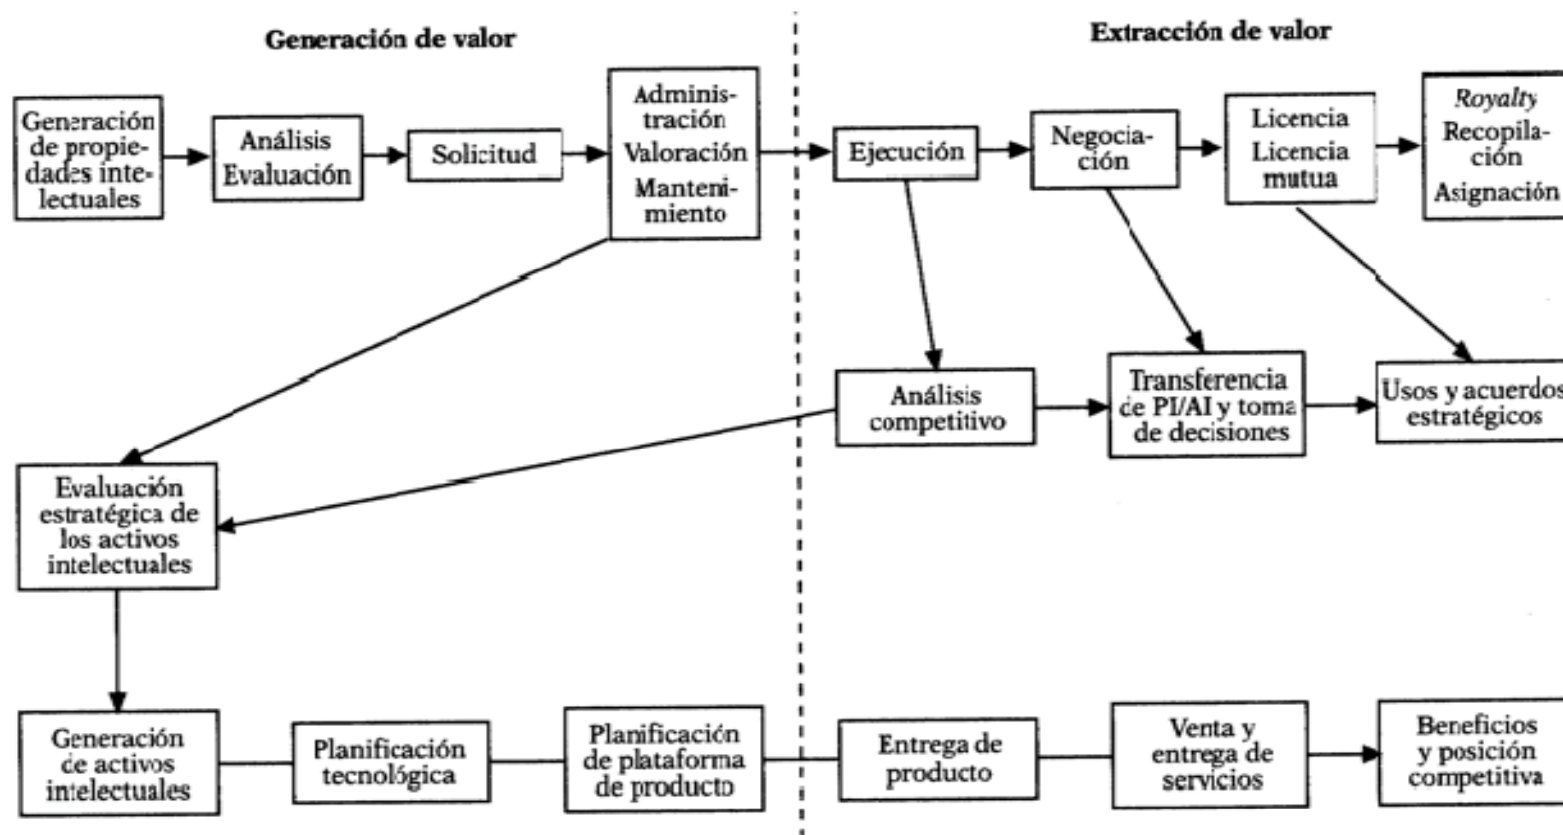 Generación de valor
Extracción de valor
Generación
de propie-
dades inte-
lectuales
Análisis
Evaluación
Solicitud
Adminis-
tración
Valoración
Manteni-
miento
Ejecución
Negocia-
ción
Licencia
Licencia
mutua
Royalty
Recopila-
ción
Asignación
Análisis
competitivo
Transferencia
de PI/AI y toma
de decisiones
Usos y acuerdos
estratégicos
Evaluación
estratégica de
los activos
intelectuales
Generación
de activos
intelectuales
Planificación
tecnológica
Planificación
de plataforma
de producto
Entrega de
producto
Venta y
entrega de
servicios
Beneficios
y posición
competitiva